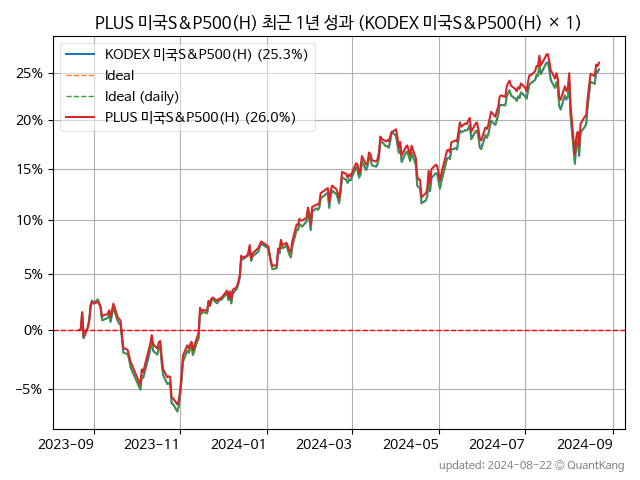 PLUS 미국S&P500(H) 최근 1년 성과 (KODEX 미국S&P500(H) × 1)
KODEX 미국S&P500(H) (25.3%)
Ideal
Ideal (daily)
PLUS 미국S&P500(H) (26.0%)
25%
20%
15%
10%
5%
0%
−5%
2023-09 2023-11 2024-01 2024-03 2024-05 2024-07 2024-09
updated: 2024-08-22 © QuantKang